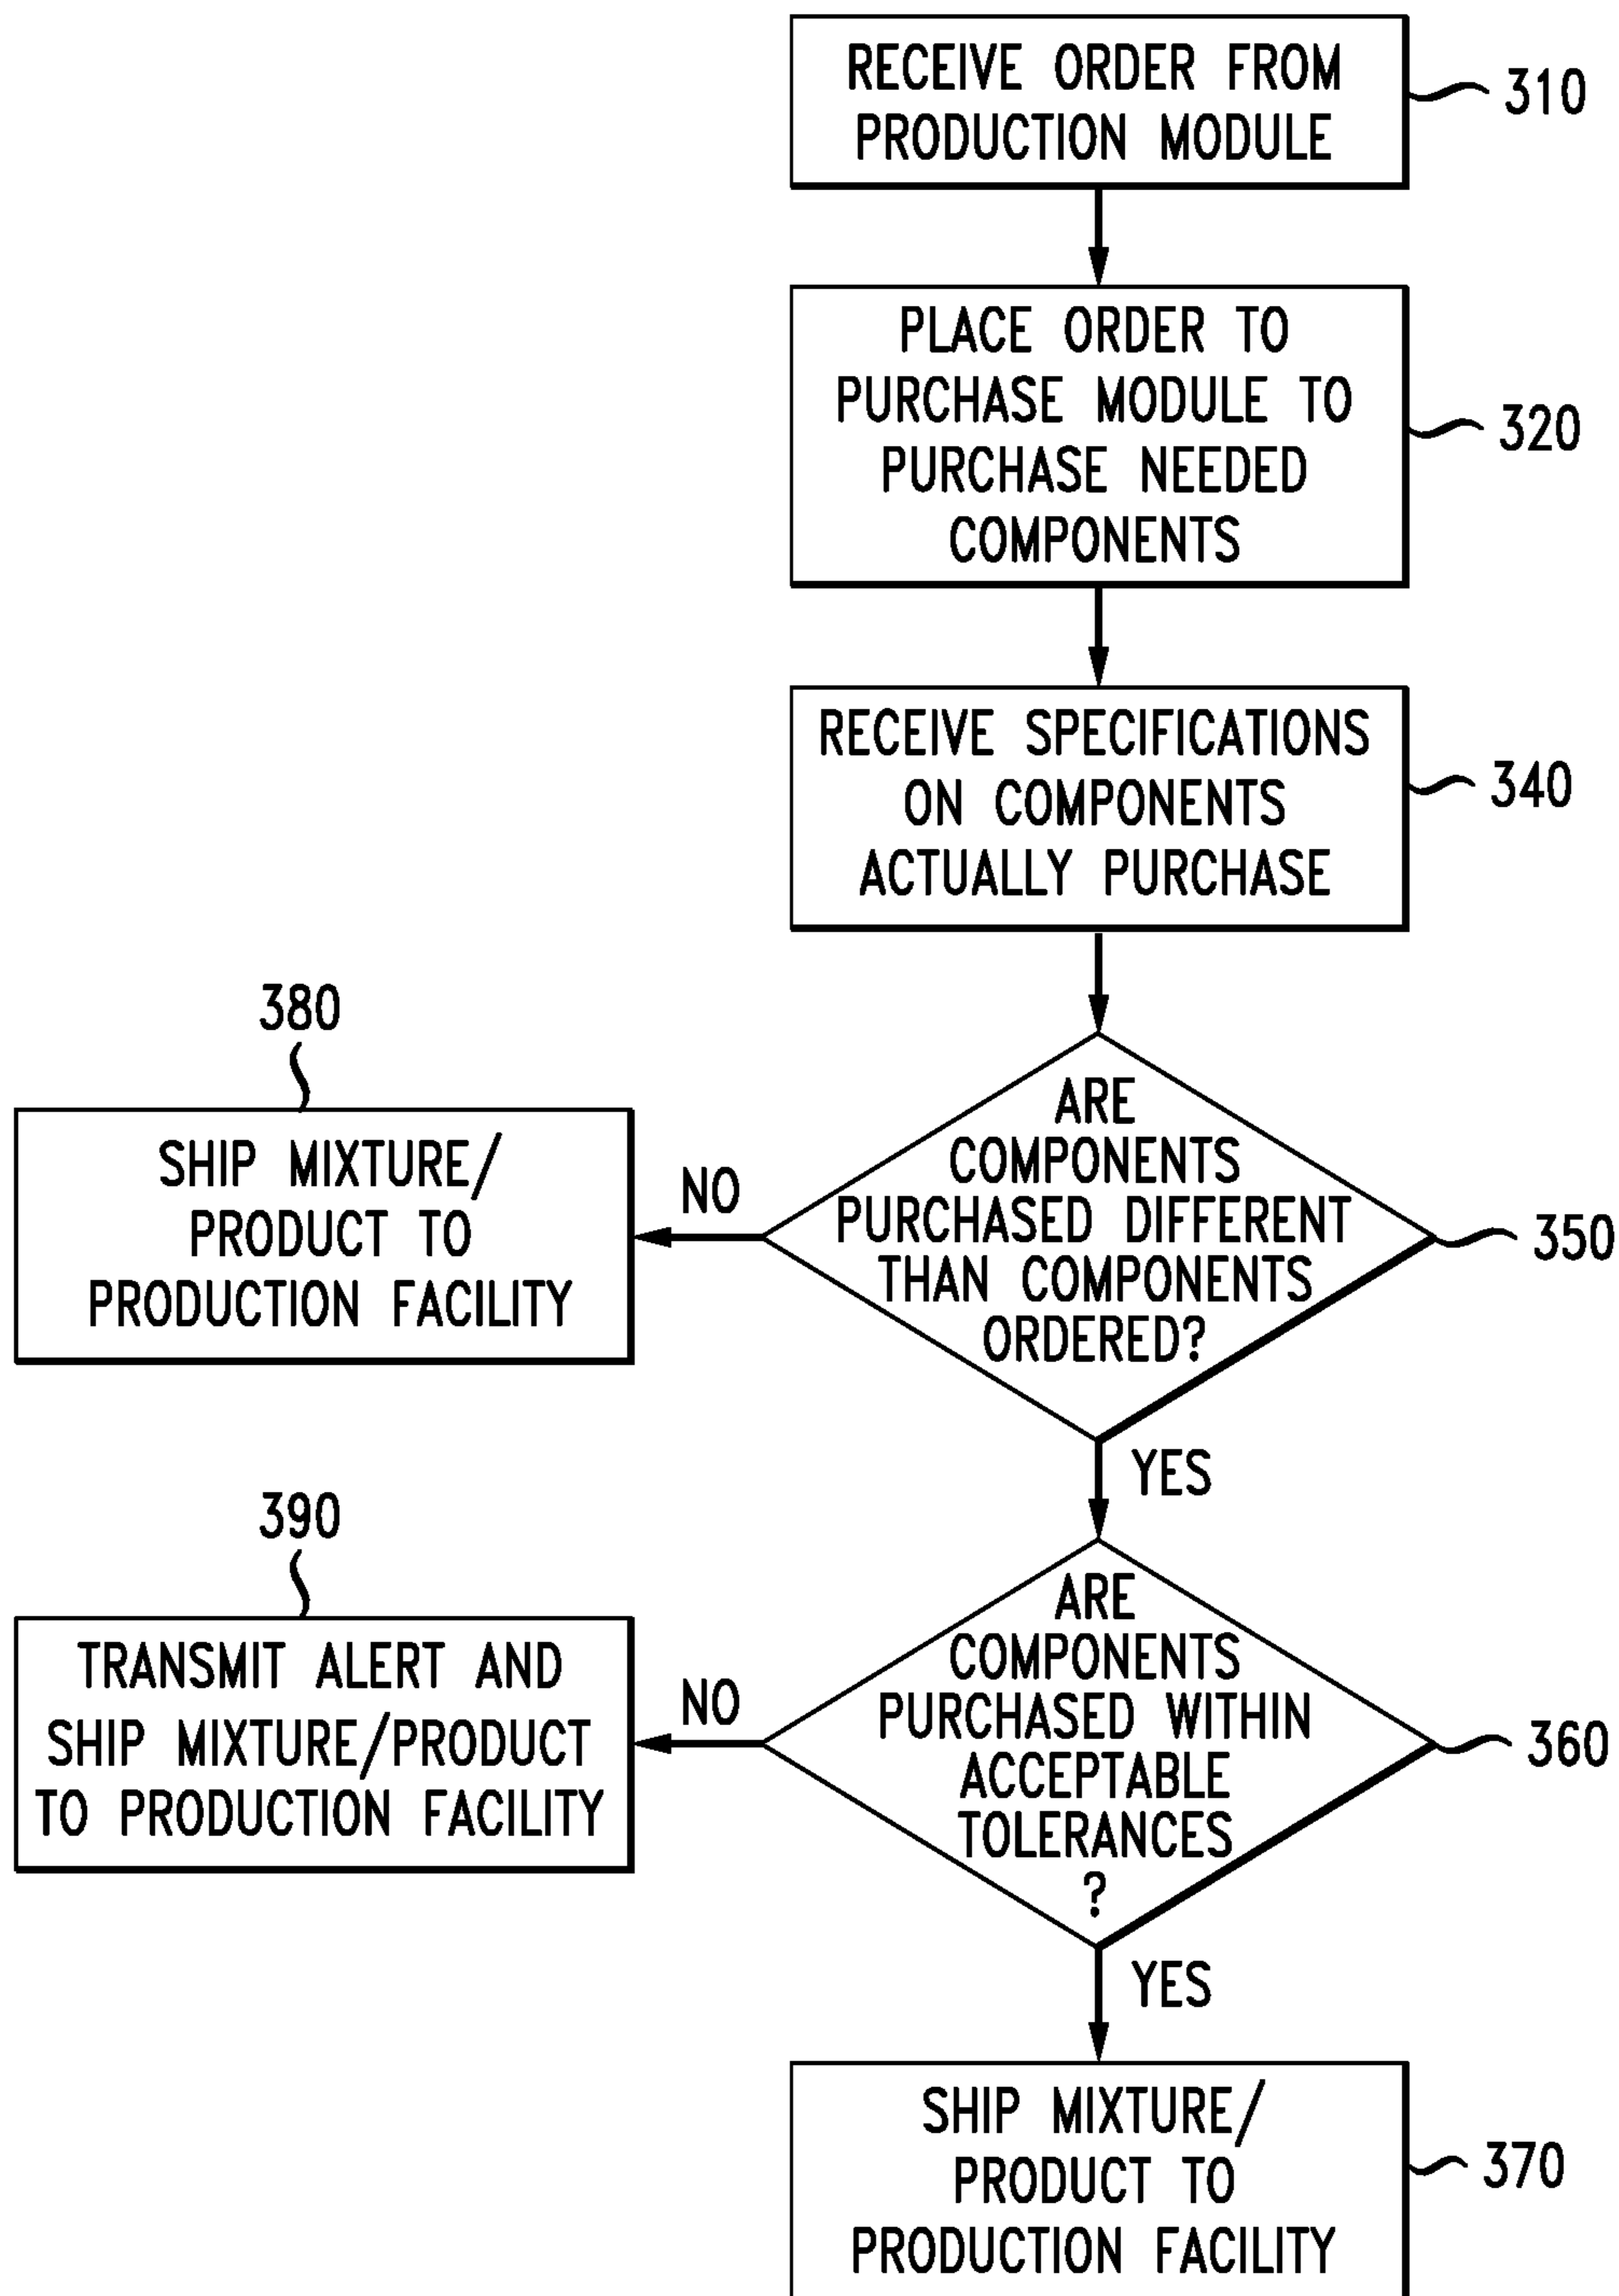 RECEIVE ORDER FROM
PRODUCTION MODULE
310
PLACE ORDER TO
PURCHASE MODULE TO
PURCHASE NEEDED
COMPONENTS
320
RECEIVE SPECIFICATIONS
ON COMPONENTS
ACTUALLY PURCHASE
340
380
SHIP MIXTURE/
PRODUCT TO
PRODUCTION FACILITY
NO
ARE
COMPONENTS
PURCHASED DIFFERENT
THAN COMPONENTS
ORDERED?
350
YES
390
TRANSMIT ALERT AND
SHIP MIXTURE/PRODUCT
TO PRODUCTION FACILITY
NO
ARE
COMPONENTS
PURCHASED WITHIN
ACCEPTABLE
TOLERANCES
?
360
YES
SHIP MIXTURE/
PRODUCT TO
PRODUCTION FACILITY
370